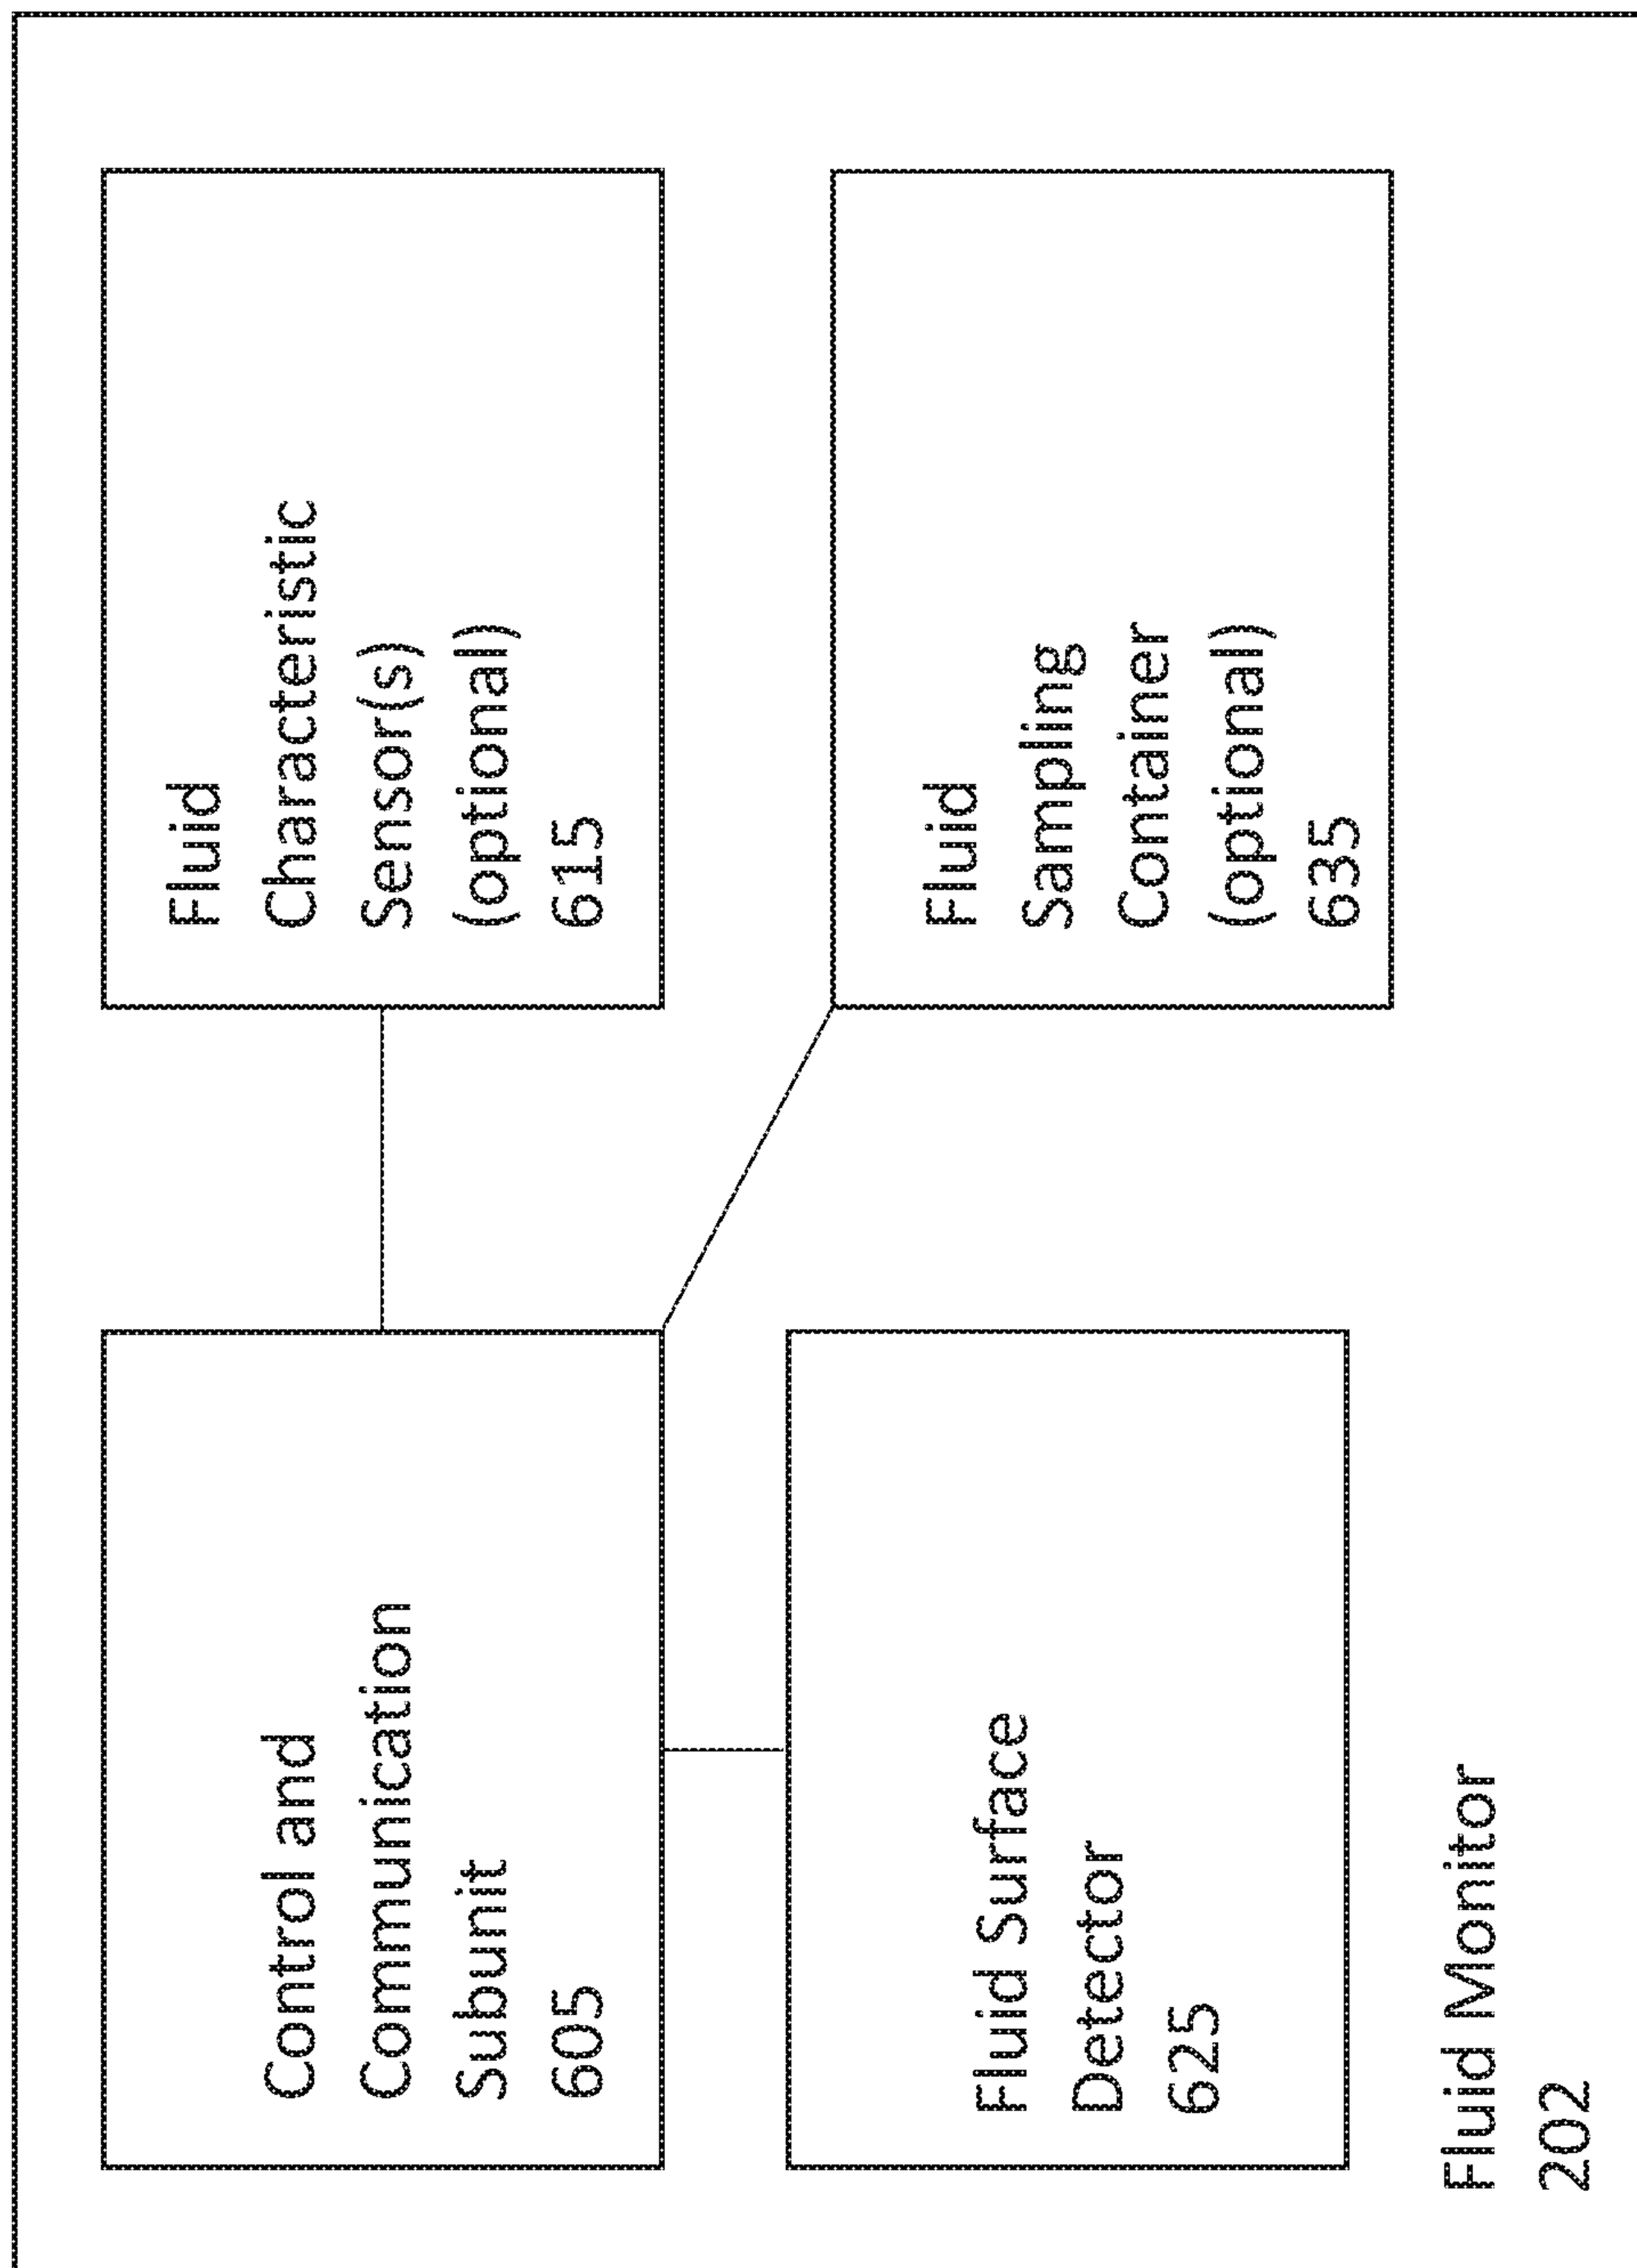 Control and
Communication
Subunit
605
Fluid
Characteristic
Sensor(s)
(optional)
615
Fluid Surface
Detector
625
Fluid
Sampling
Container
(optional)
635
Fluid Monitor
202